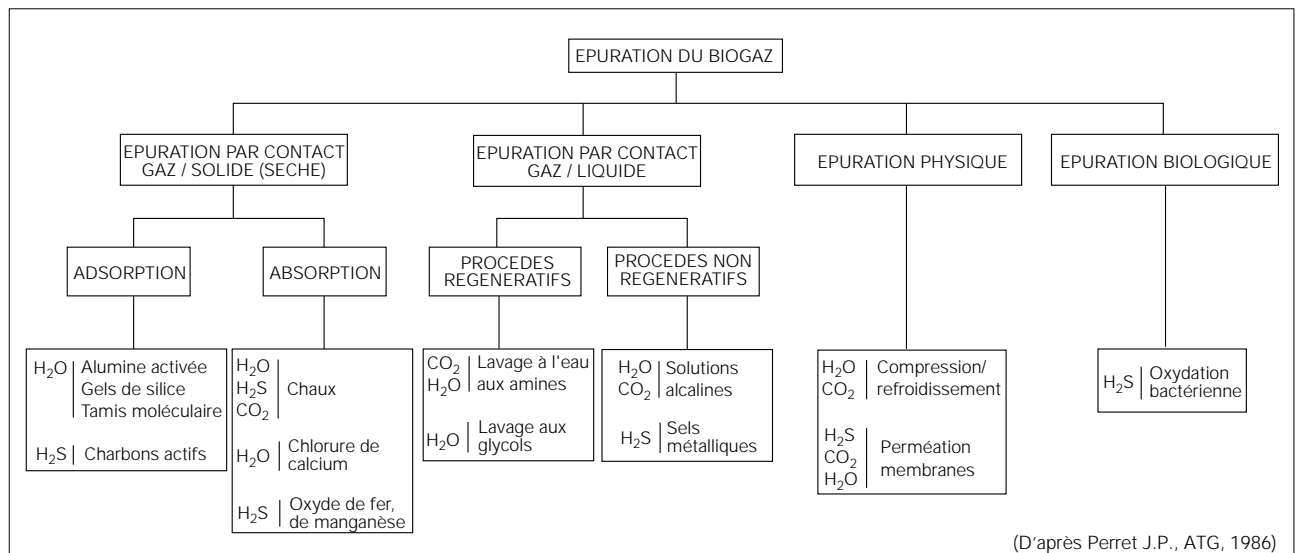 EPURATION DU BIOGAZ
EPURATION PAR CONTACT
GAZ / SOLIDE (SECHE)
EPURATION PAR CONTACT
GAZ / LIQUIDE
EPURATION PHYSIQUE
EPURATION BIOLOGIQUE
ADSORPTION
ABSORPTION
PROCEDES
REGENERATIFS
PROCEDES NON
REGENERATIFS
H₂O Alumine activée
Gels de silice
Tamis moléculaire
H₂S Charbons actifs
H₂O
H₂S Chaux
CO₂
H₂O Chlorure de
calcium
H₂S Oxyde de fer,
de manganèse
CO₂ Lavage à l'eau
H₂O aux amines
H₂O Lavage aux
glycols
H₂O Solutions
CO₂ alcalines
H₂S Sels
métalliques
H₂O Compression/
CO₂ refroidissement
H₂S
CO₂ Perméation
H₂O membranes
H₂S Oxydation
bactérienne
(D'après Perret J.P., ATG, 1986)